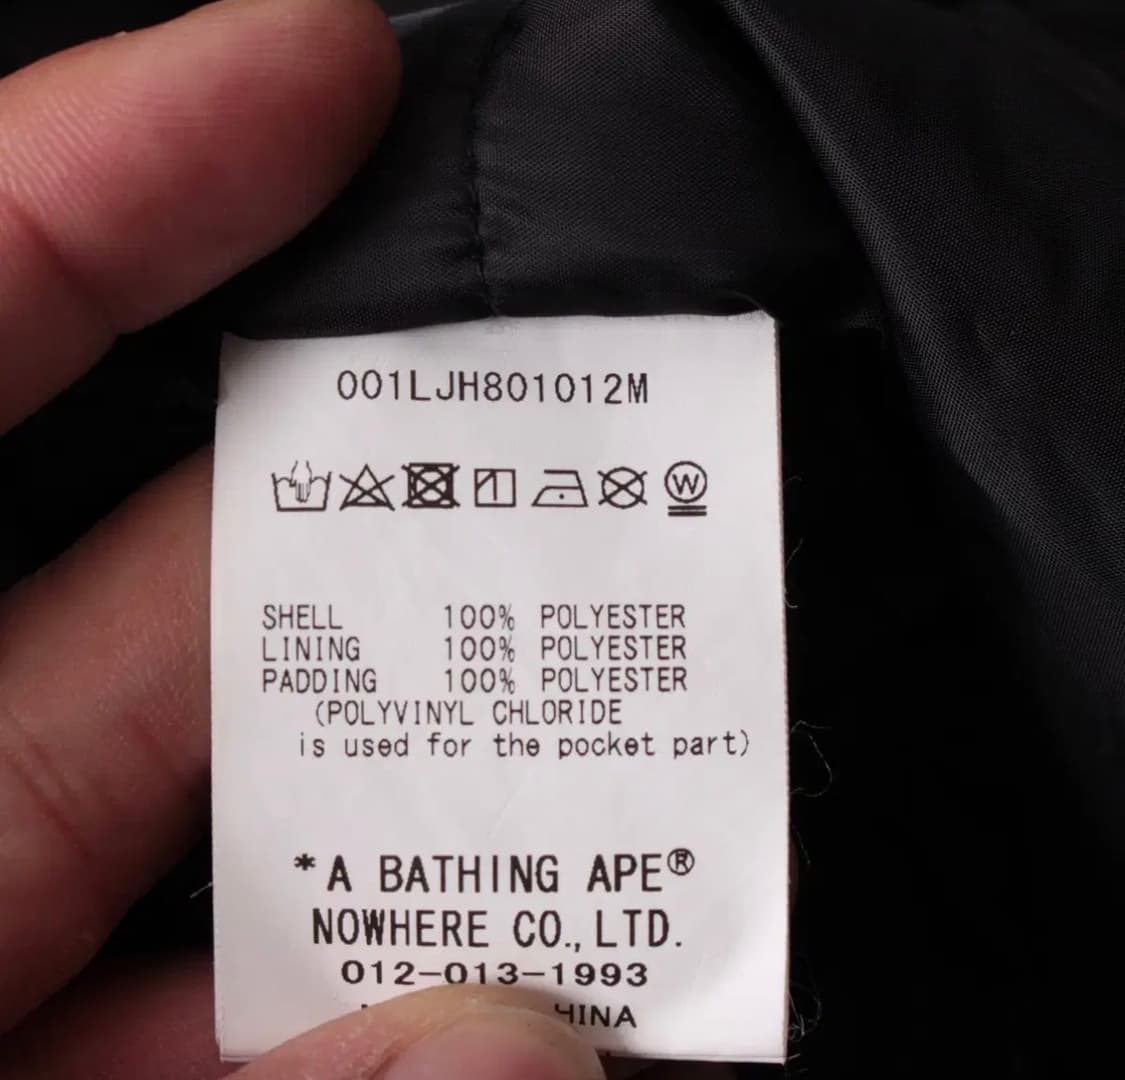 001LJH801012M
W
SHELL 100% POLYESTER
LINING 100% POLYESTER
PADDING 100% POLYESTER
(POLYVINYL CHLORIDE
is used for the pocket part)
*A BATHING APE®
NOWHERE CO., LTD.
012-013-1993